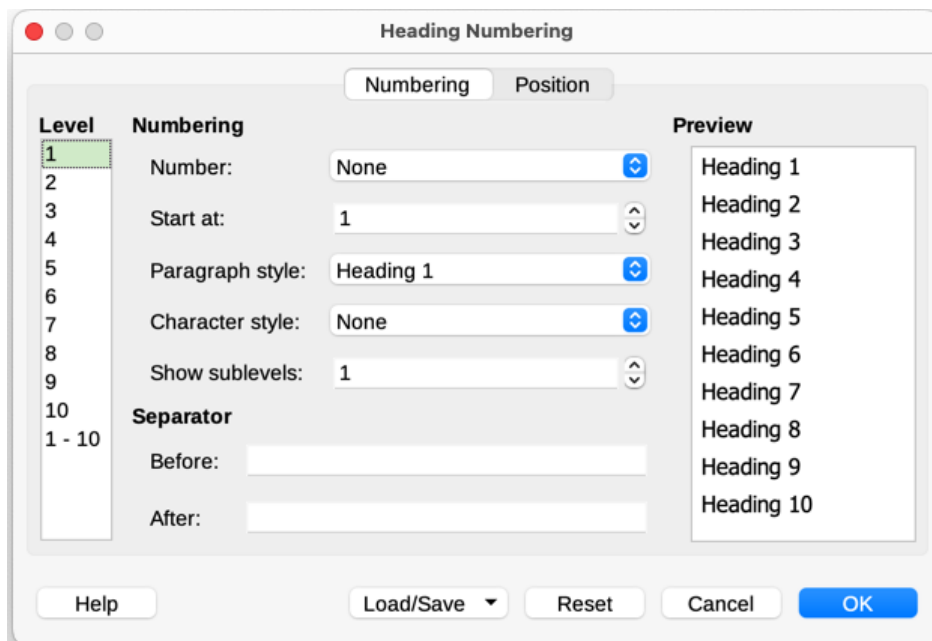 Heading Numbering
Numbering Position
Level
1
2
3
4
5
6
7
8
9
10
1 - 10
Numbering
Number: None
Start at: 1
Paragraph style: Heading 1
Character style: None
Show sublevels: 1
Separator
Before:
After:
Preview
Heading 1
Heading 2
Heading 3
Heading 4
Heading 5
Heading 6
Heading 7
Heading 8
Heading 9
Heading 10
Help Load/Save Reset Cancel OK